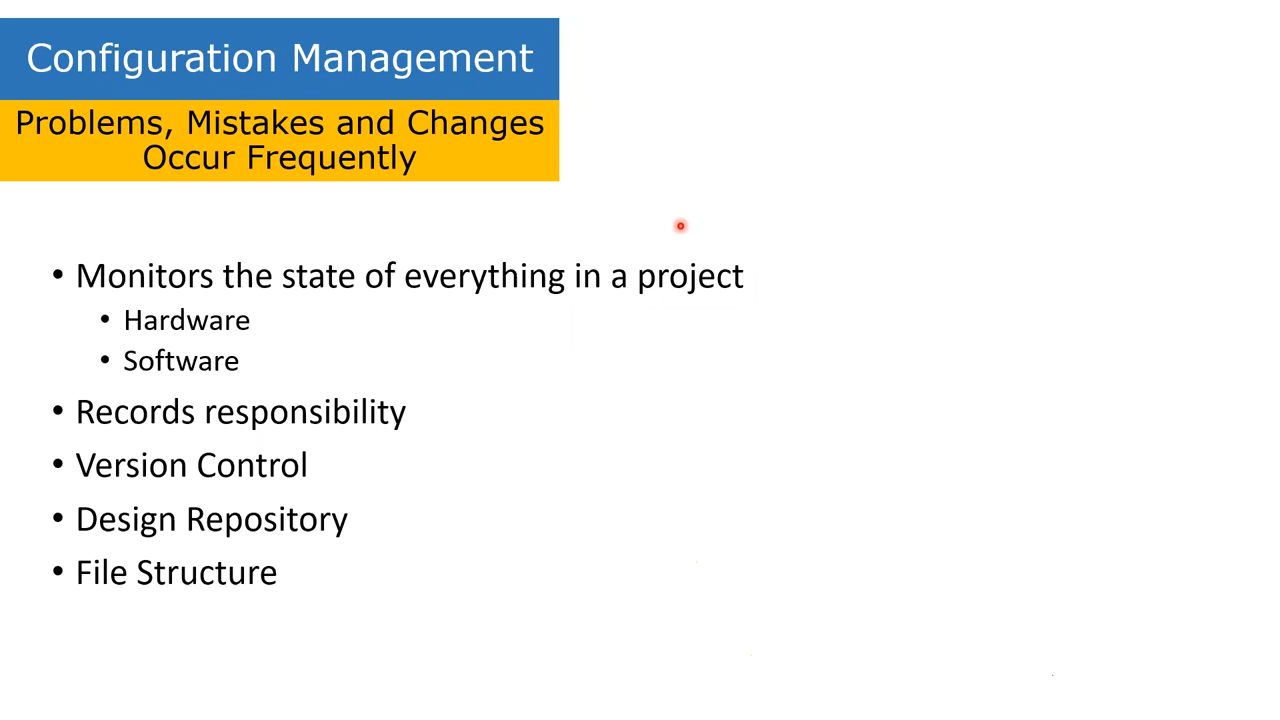 Configuration Management
Problems, Mistakes and Changes
Occur Frequently
• Monitors the state of everything in a project
• Hardware
• Software
• Records responsibility
• Version Control
• Design Repository
• File Structure